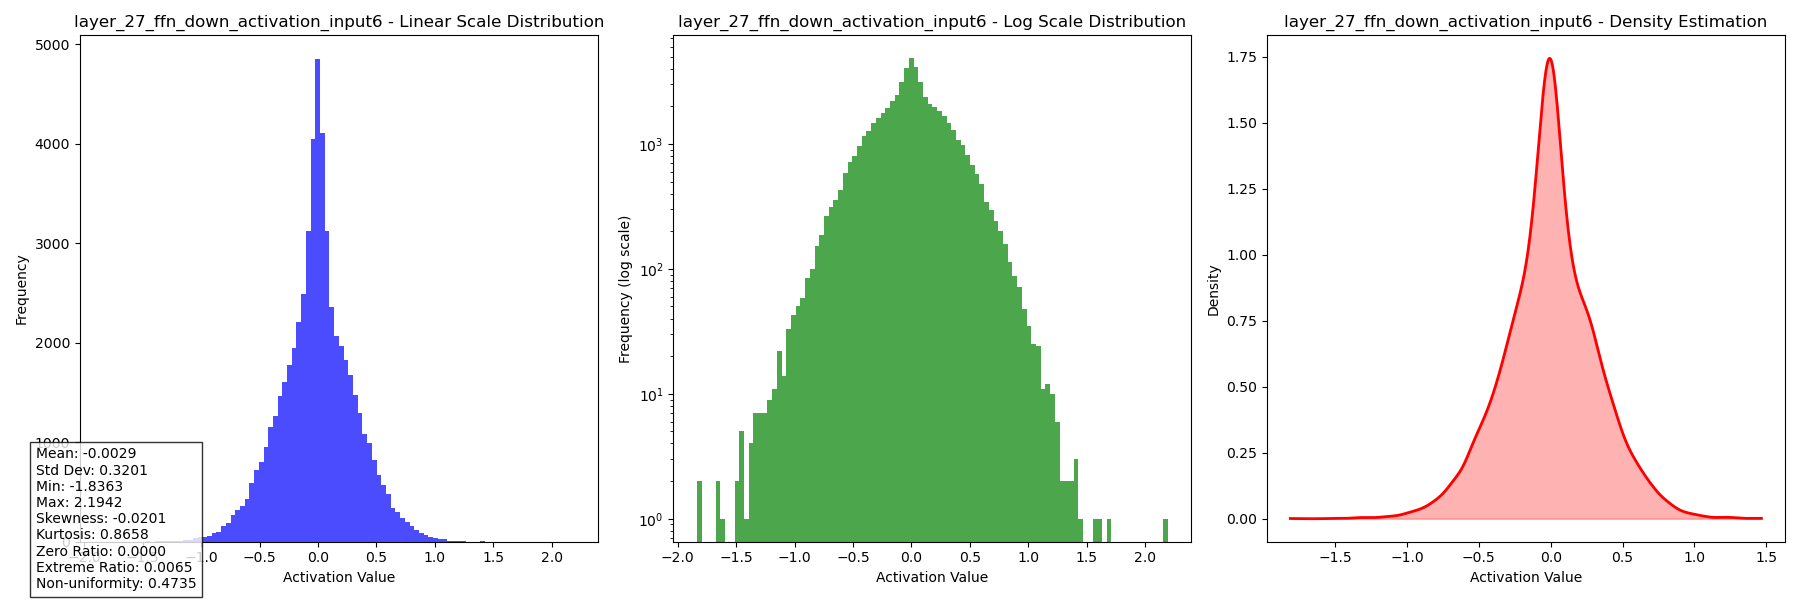 layer_27_ffn_down_activation_input6 - Linear Scale Distribution
5000
4000
3000
2000
1000
Frequency
−0.5
0.0
0.5
1.0
1.5
2.0
Activation Value
Mean: -0.0029
Std Dev: 0.3201
Min: -1.8363
Max: 2.1942
Skewness: -0.0201
Kurtosis: 0.8658
Zero Ratio: 0.0000
Extreme Ratio: 0.0065
Non-uniformity: 0.4735
layer_27_ffn_down_activation_input6 - Log Scale Distribution
10³
10²
10¹
10⁰
Frequency (log scale)
−2.0
−1.5
−1.0
−0.5
0.0
0.5
1.0
1.5
2.0
Activation Value
layer_27_ffn_down_activation_input6 - Density Estimation
1.75
1.50
1.25
1.00
0.75
0.50
0.25
0.00
Density
−1.5
−1.0
−0.5
0.0
0.5
1.0
1.5
Activation Value